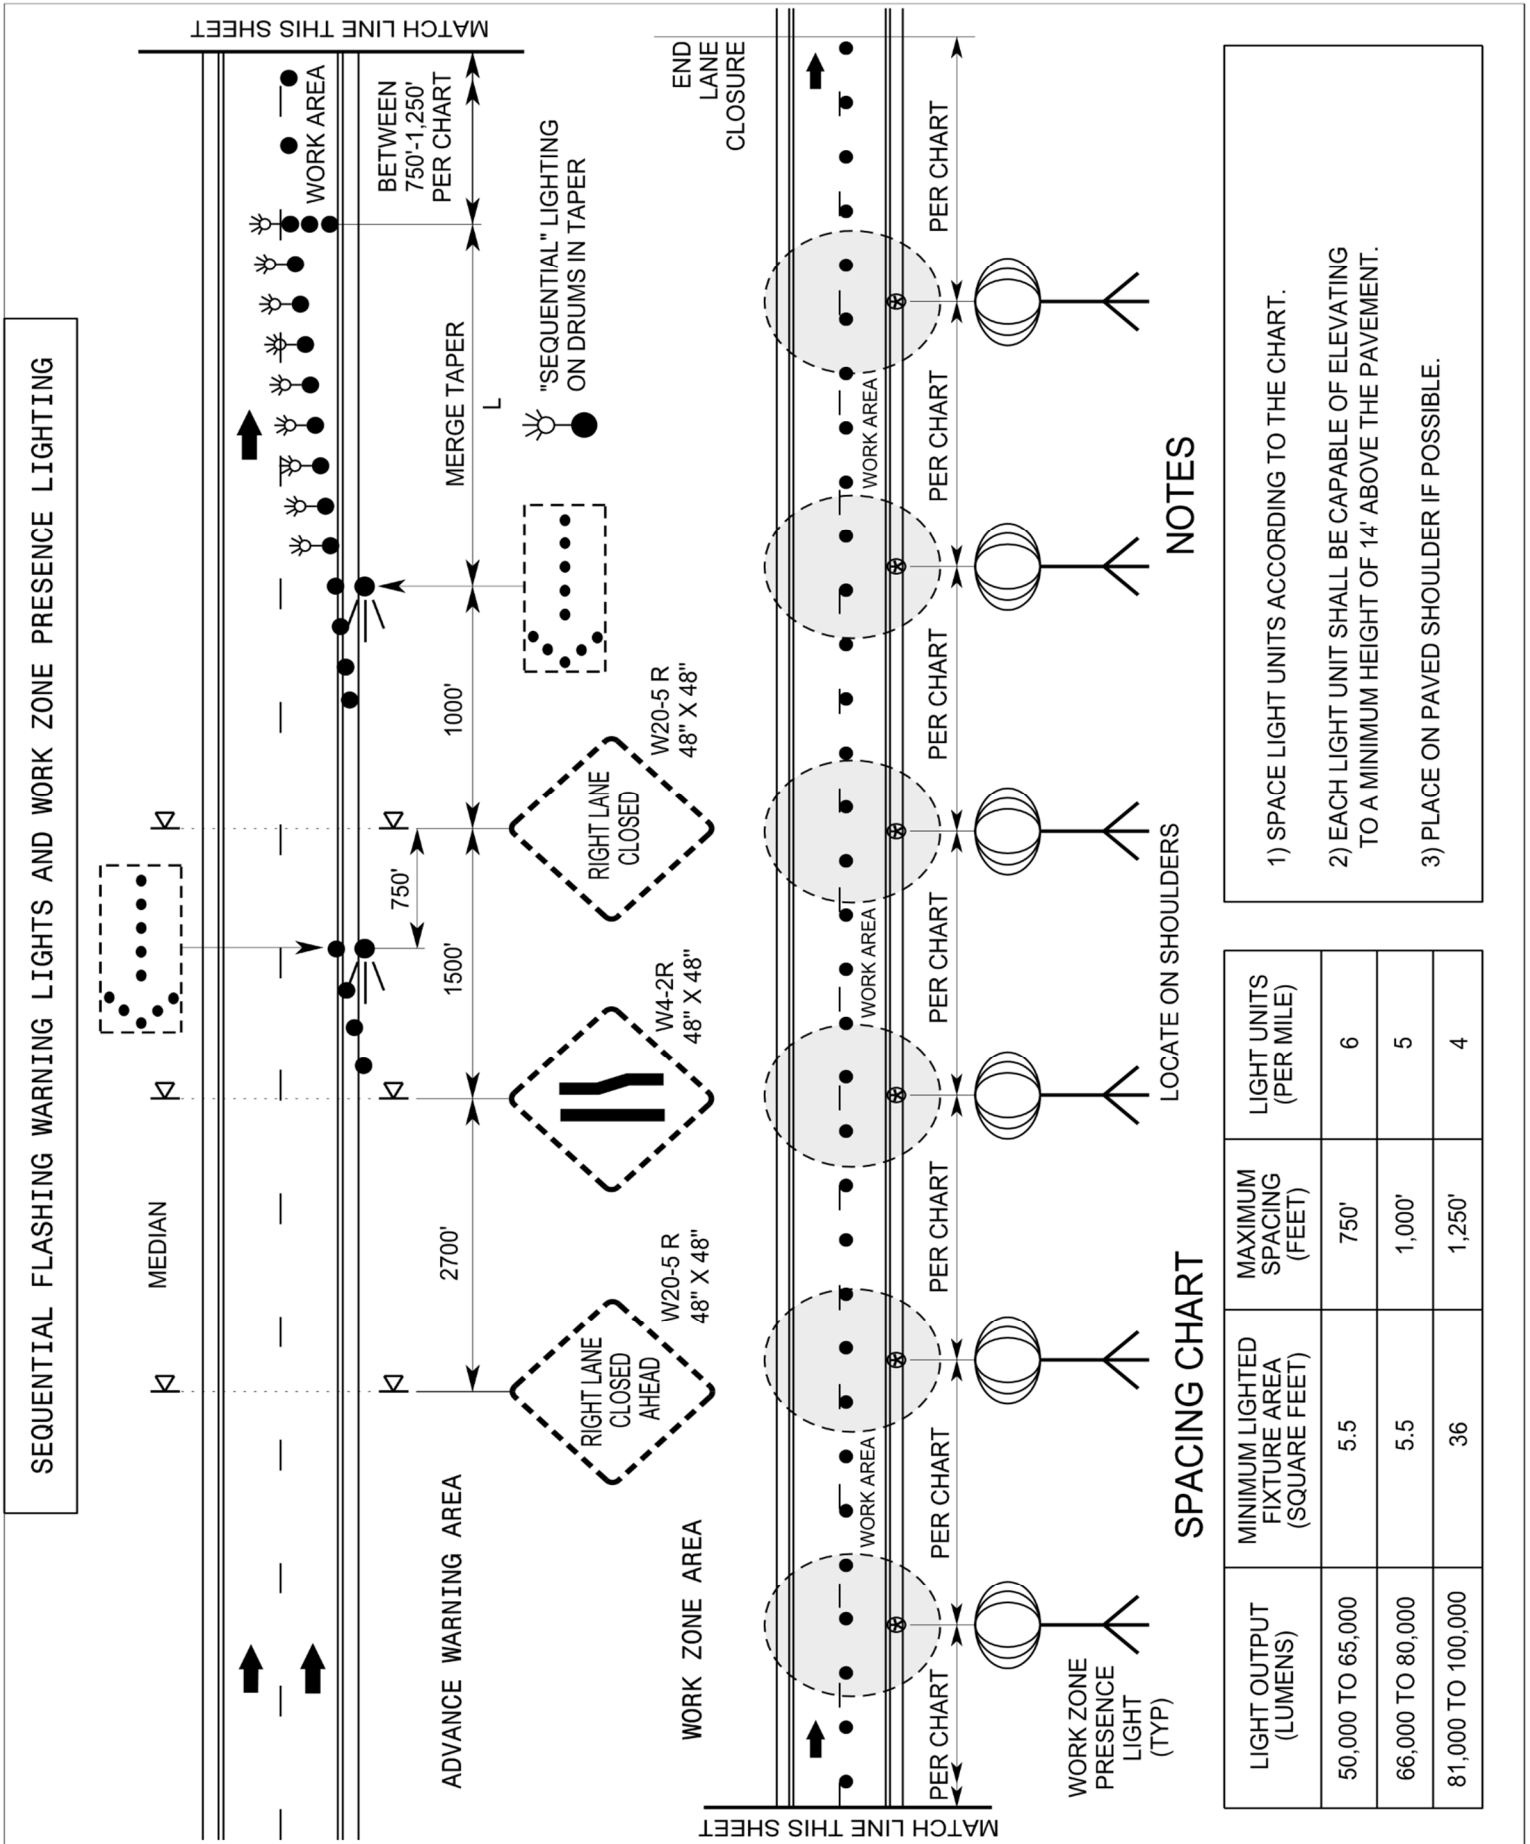 SEQUENTIAL FLASHING WARNING LIGHTS AND WORK ZONE PRESENCE LIGHTING
MATCH LINE THIS SHEET
MEDIAN
WORK AREA
BETWEEN
750'-1,250'
PER CHART
750'
2700'
1500'
1000'
MERGE TAPER
L
ADVANCE WARNING AREA
RIGHT LANE
CLOSED
AHEAD
W20-5 R
48" X 48"
W4-2R
48" X 48"
RIGHT LANE
CLOSED
W20-5 R
48" X 48"
"SEQUENTIAL" LIGHTING
ON DRUMS IN TAPER
WORK ZONE AREA
END
LANE
CLOSURE
MATCH LINE THIS SHEET
WORK AREA
WORK AREA
WORK AREA
PER CHART
PER CHART
PER CHART
PER CHART
PER CHART
PER CHART
PER CHART
WORK ZONE
PRESENCE
LIGHT
(TYP)
LOCATE ON SHOULDERS
SPACING CHART
LIGHT OUTPUT
(LUMENS)
MINIMUM LIGHTED
FIXTURE AREA
(SQUARE FEET)
MAXIMUM
SPACING
(FEET)
LIGHT UNITS
(PER MILE)
50,000 TO 65,000 5.5 750' 6
66,000 TO 80,000 5.5 1,000' 5
81,000 TO 100,000 36 1,250' 4
NOTES
1) SPACE LIGHT UNITS ACCORDING TO THE CHART.
2) EACH LIGHT UNIT SHALL BE CAPABLE OF ELEVATING
TO A MINIMUM HEIGHT OF 14' ABOVE THE PAVEMENT.
3) PLACE ON PAVED SHOULDER IF POSSIBLE.